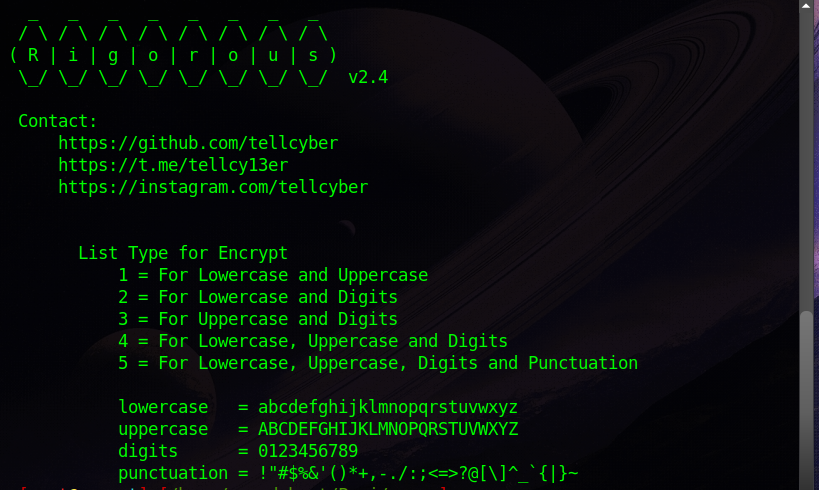 ( R | i | g | o | r | o | u | s )
v2.4
Contact:
https://github.com/tellcyber
https://t.me/tellcy13er
https://instagram.com/tellcyber
List Type for Encrypt
1 = For Lowercase and Uppercase
2 = For Lowercase and Digits
3 = For Uppercase and Digits
4 = For Lowercase, Uppercase and Digits
5 = For Lowercase, Uppercase, Digits and Punctuation
lowercase = abcdefghijklmnopqrstuvwxyz
uppercase = ABCDEFGHIJKLMNOPQRSTUVWXYZ
digits = 0123456789
punctuation = !"#$%&'()*+,-./:;<=>?@[\]^_`{|}~